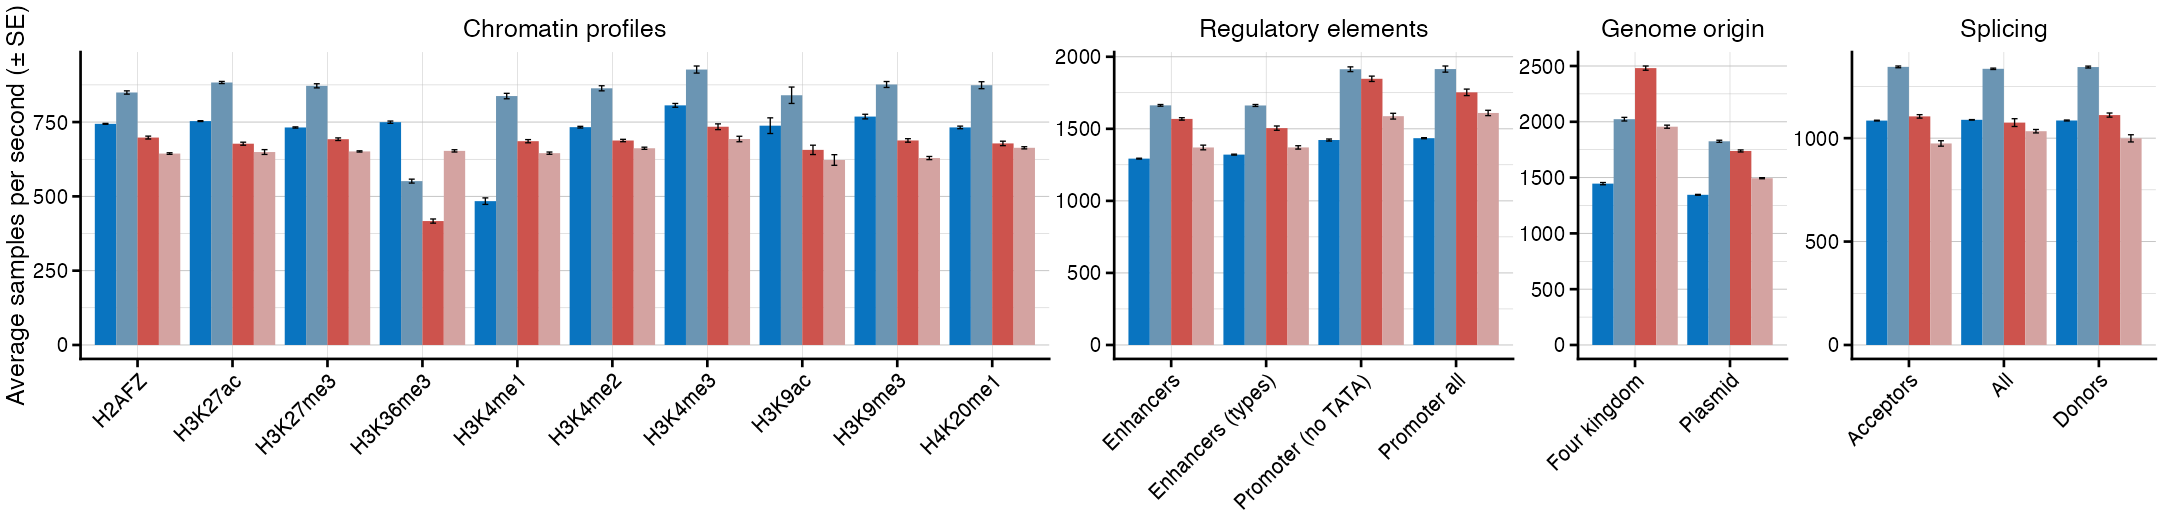 Average samples per second (± SE)
Chromatin profiles
750
500
250
0
H2AFZ
H3K27ac
H3K27me3
H3K36me3
H3K4me1
H3K4me2
H3K4me3
H3K9ac
H3K9me3
H4K20me1
Regulatory elements
2000
1500
1000
500
0
Enhancers
Enhancers (types)
Promoter (no TATA)
Promoter all
Genome origin
2500
2000
1500
1000
500
0
Four kingdom
Plasmid
Splicing
1000
500
0
Acceptors
All
Donors